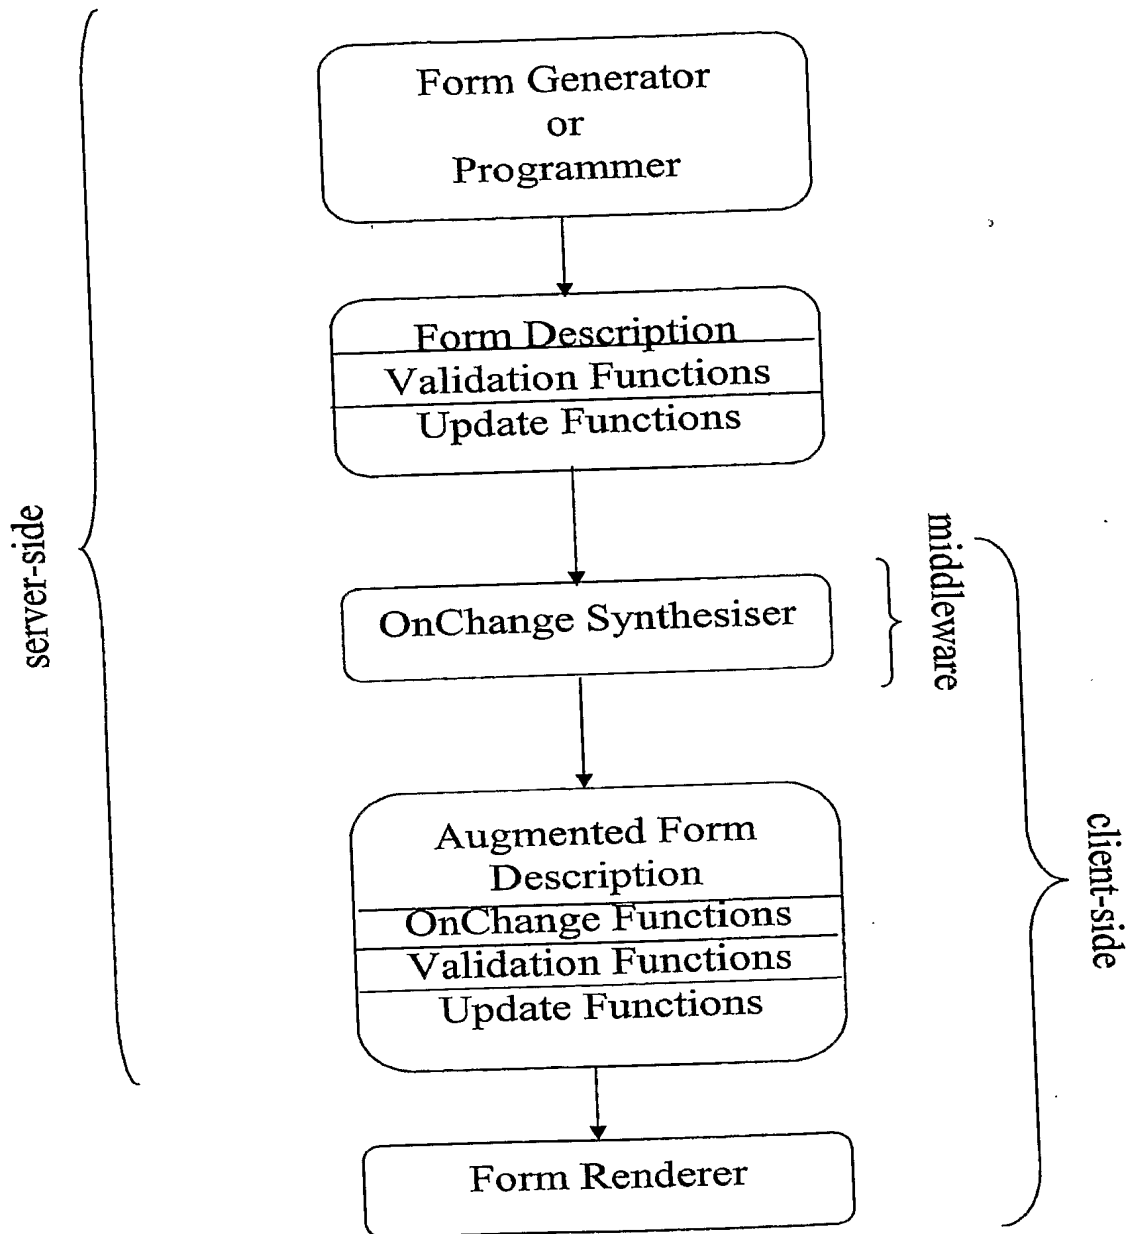 Form Generator
or
Programmer
Form Description
Validation Functions
Update Functions
server-side
middleware
OnChange Synthesiser
client-side
Augmented Form
Description
OnChange Functions
Validation Functions
Update Functions
Form Renderer